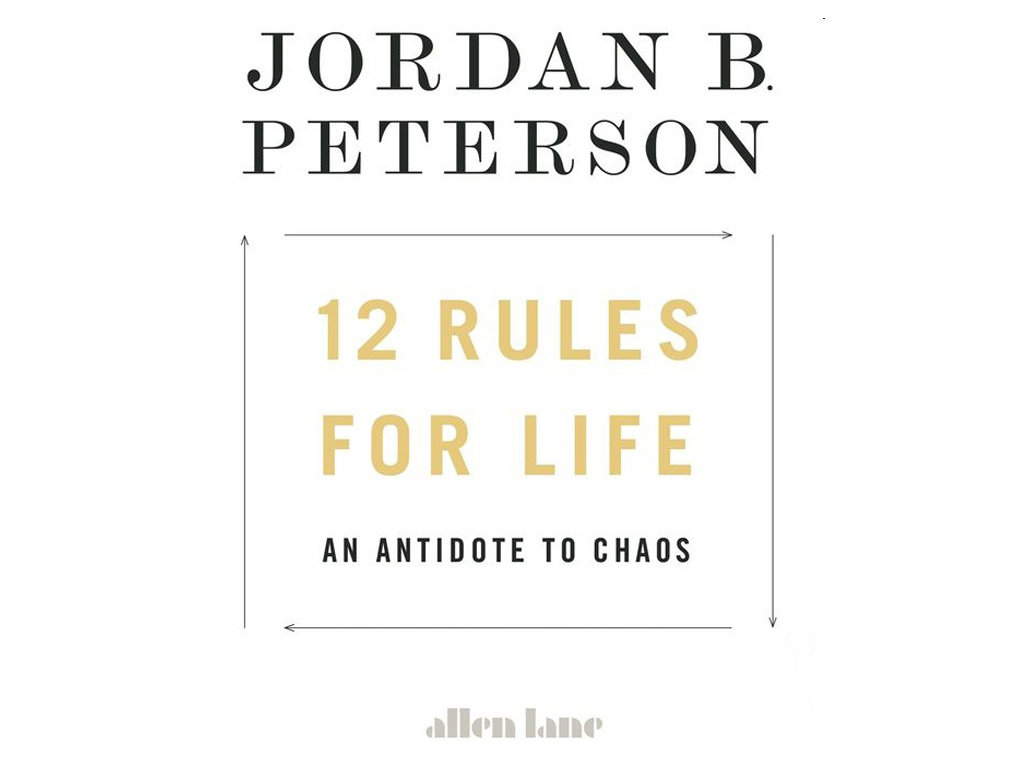 JORDAN B.
PETERSON
12 RULES
FOR LIFE
AN ANTIDOTE TO CHAOS
allen lane